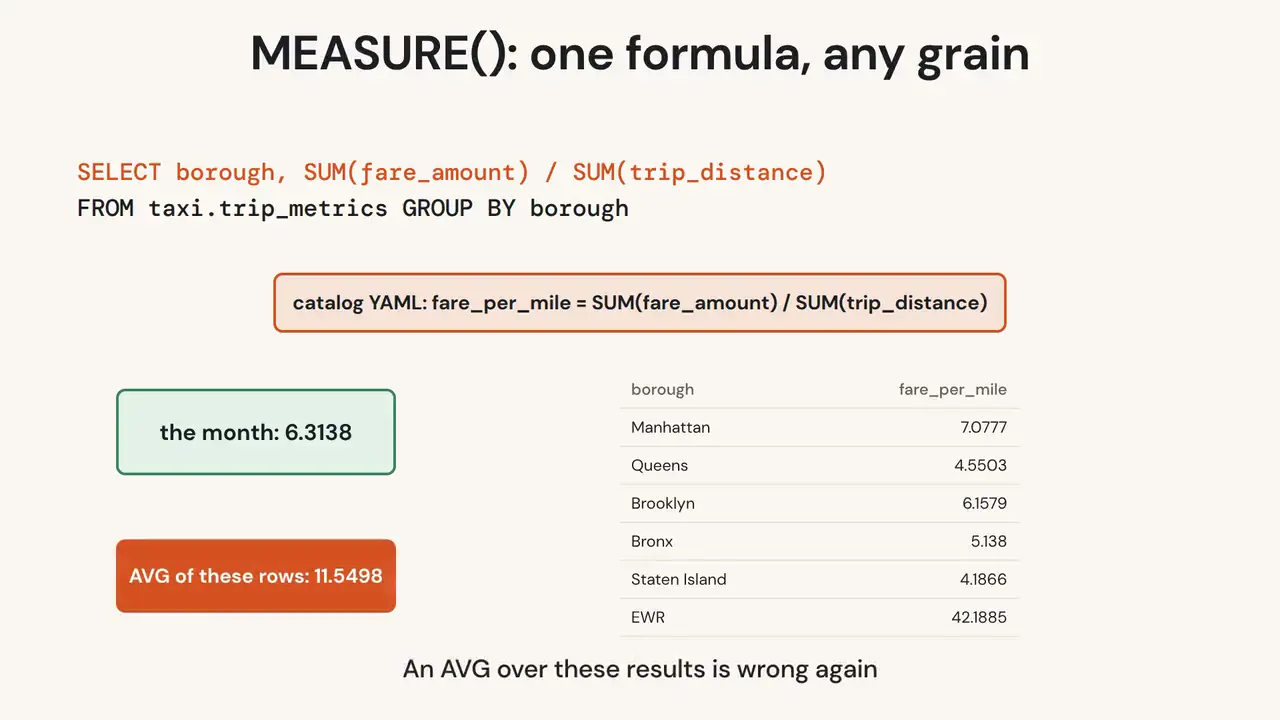 MEASURE(): one formula, any grain
SELECT borough, SUM(fare_amount) / SUM(trip_distance)
FROM taxi.trip_metrics GROUP BY borough
catalog YAML: fare_per_mile = SUM(fare_amount) / SUM(trip_distance)
the month: 6.3138
AVG of these rows: 11.5498
borough fare_per_mile
Manhattan 7.0777
Queens 4.5503
Brooklyn 6.1579
Bronx 5.138
Staten Island 4.1866
EWR 42.1885
An AVG over these results is wrong again